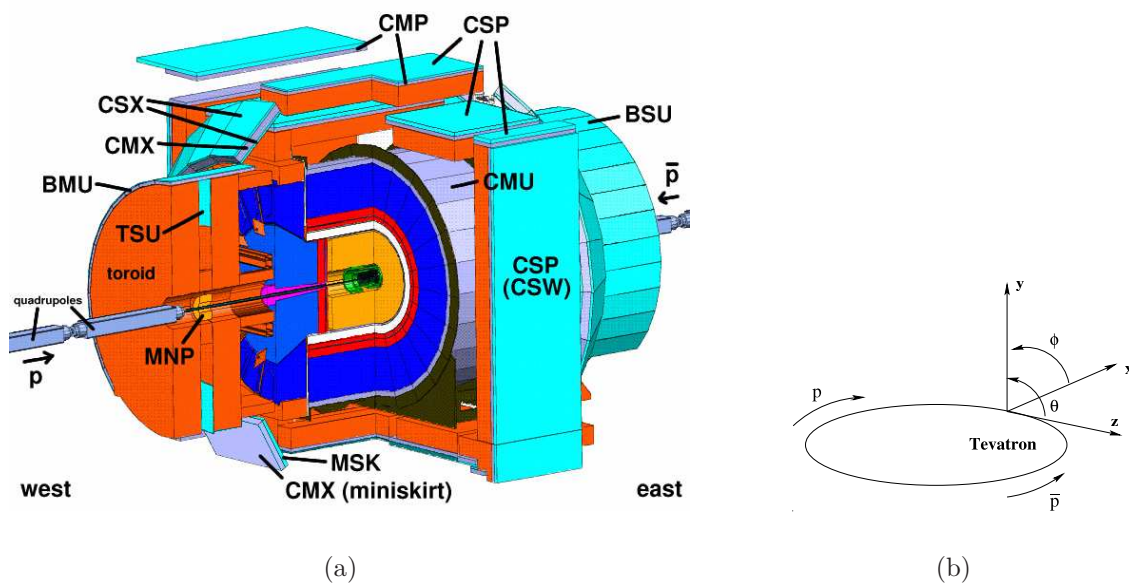 CMP
CSP
CSX
CMX
BMU
BSU
p̅
CMU
TSU
toroid
CSP
(CSW)
quadrupoles
p
MNP
MSK
CMX (miniskirt)
west
east
(a)
y
ϕ
x
p
θ
z
Tevatron
p̅
(b)